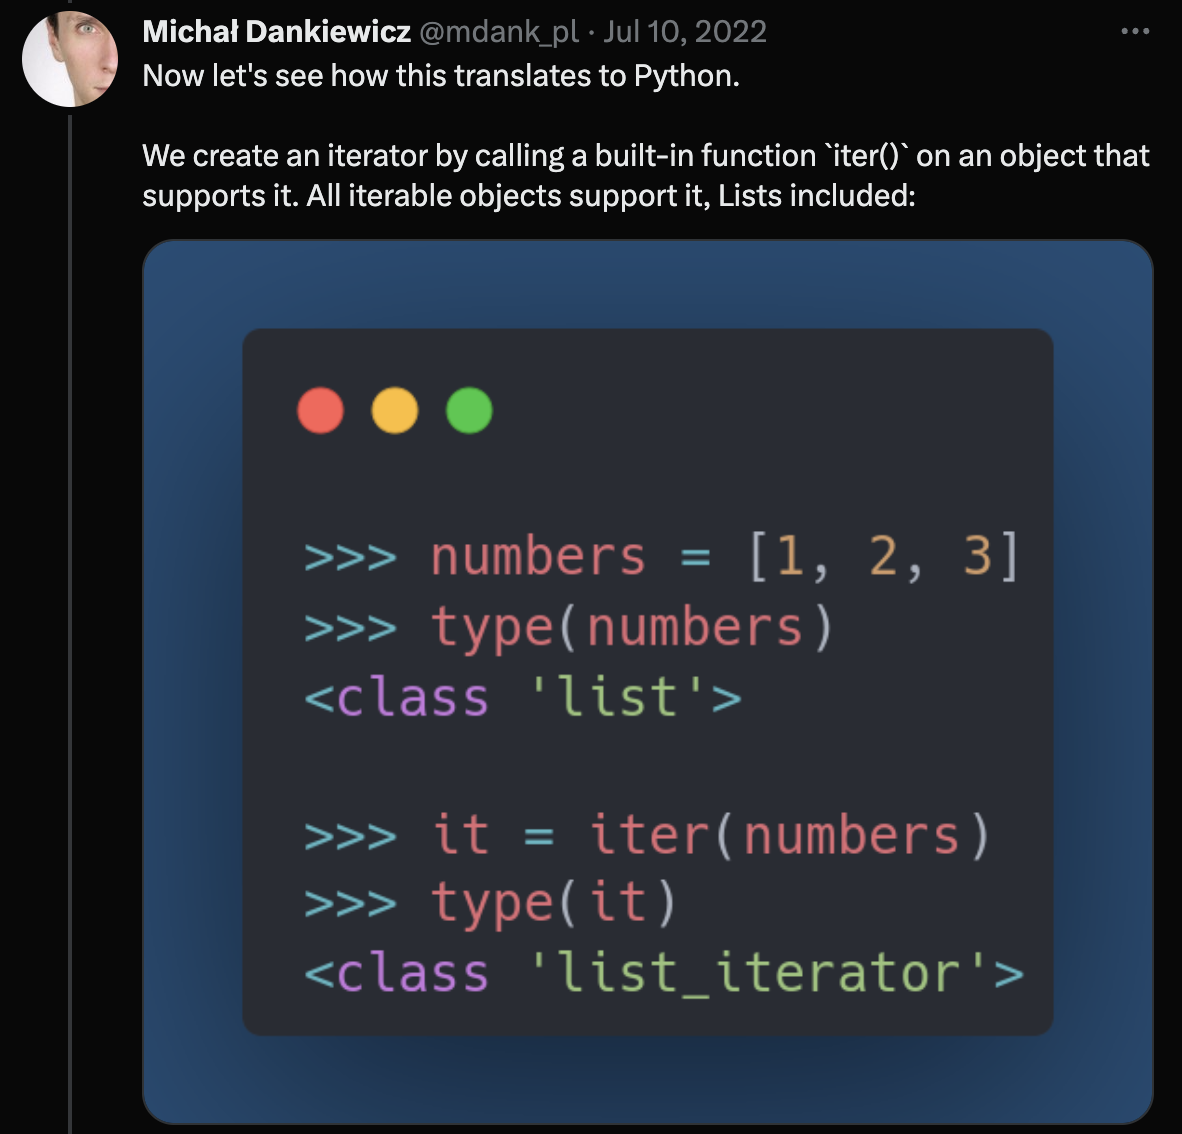 Michał Dankiewicz @mdank_pl · Jul 10, 2022
Now let's see how this translates to Python.
We create an iterator by calling a built-in function `iter()` on an object that
supports it. All iterable objects support it, Lists included:
>>> numbers = [1, 2, 3]
>>> type(numbers)
<class 'list'>
>>> it = iter(numbers)
>>> type(it)
<class 'list_iterator'>